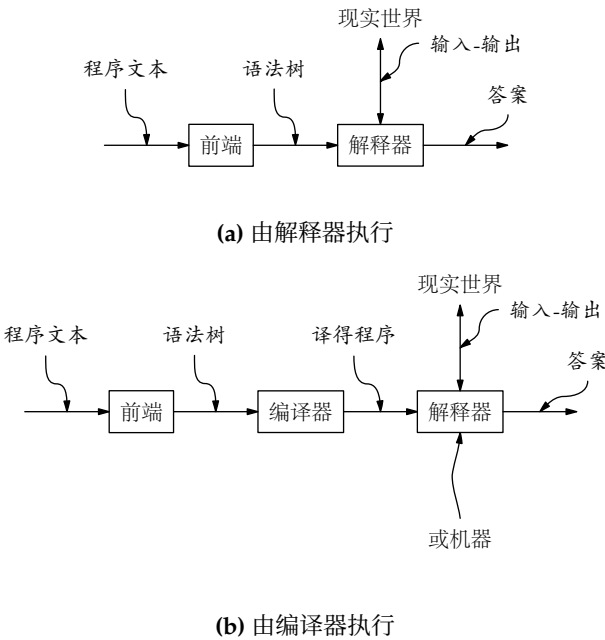 现实世界
输入-输出
程序文本
语法树
答案
前端
解释器
(a) 由解释器执行
现实世界
输入-输出
程序文本
语法树
译得程序
答案
前端
编译器
解释器
或机器
(b) 由编译器执行